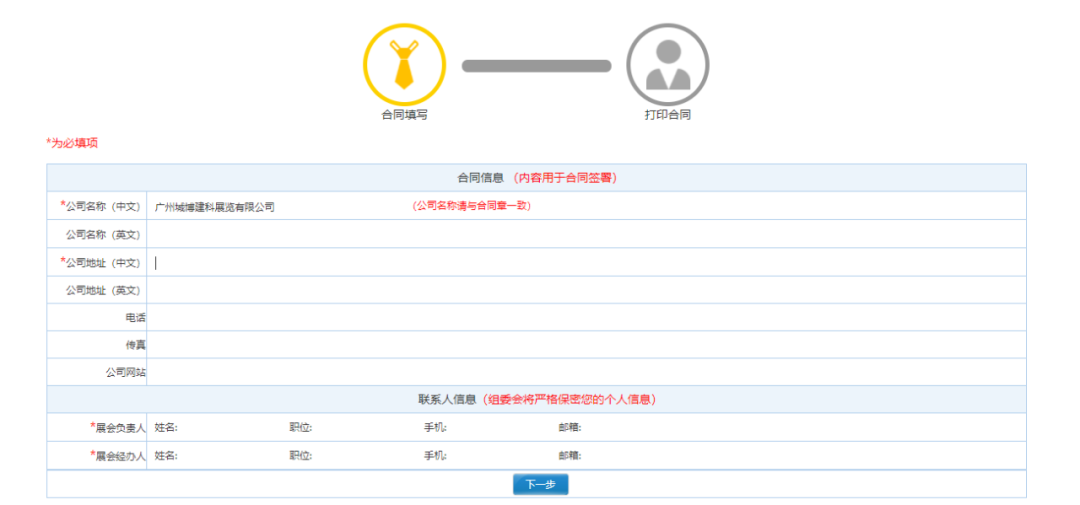 合同填写
打印合同
*为必填项
合同信息 (内容用于合同签署)
*公司名称 (中文) 广州城博建科展览有限公司 (公司名称请与合同章一致)
公司名称 (英文)
*公司地址 (中文)
公司地址 (英文)
电话
传真
公司网站
联系人信息 (组委会将严格保密您的个人信息)
*展会负责人 姓名: 职位: 手机: 邮箱:
*展会经办人 姓名: 职位: 手机: 邮箱:
下一步